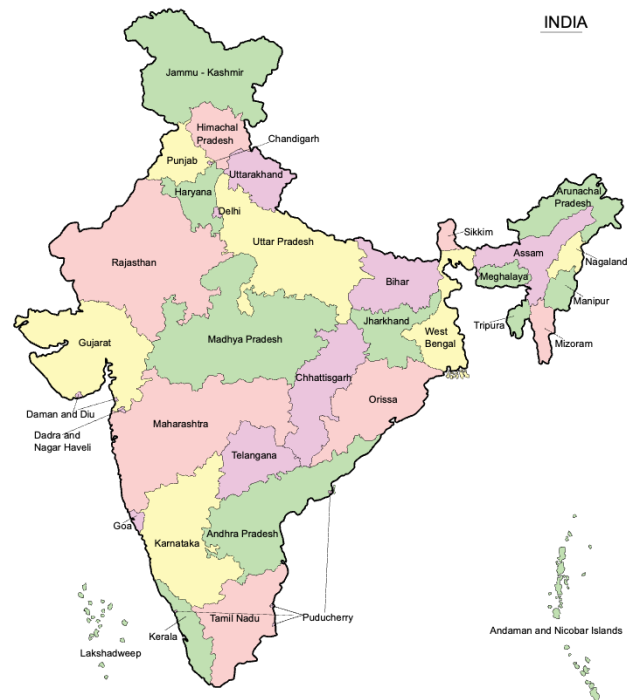 INDIA
Jammu - Kashmir
Himachal
Pradesh
Chandigarh
Punjab
Uttarakhand
Haryana
Delhi
Arunachal
Pradesh
Sikkim
Uttar Pradesh
Assam
Rajasthan
Nagaland
Bihar
Meghalaya
Manipur
Jharkhand
Tripura
West
Bengal
Madhya Pradesh
Gujarat
Mizoram
Chhattisgarh
Orissa
Daman and Diu
Maharashtra
Dadra and
Nagar Haveli
Telangana
Goa
Andhra Pradesh
Karnataka
Puducherry
Tamil Nadu
Andaman and Nicobar Islands
Kerala
Lakshadweep